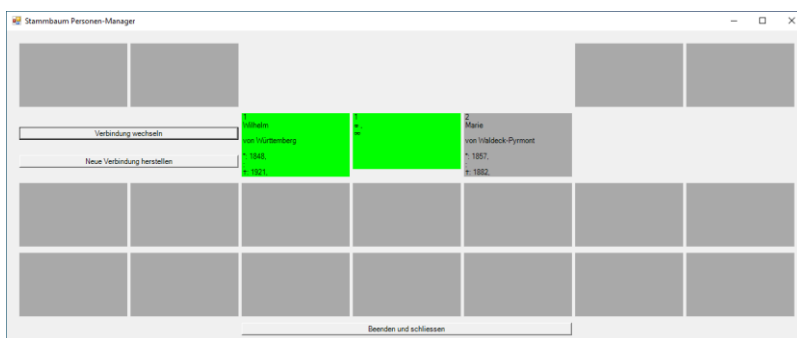 Stammbaum Personen-Manager
Verbindung wechseln
Neue Verbindung herstellen
1
Wilhelm
von Württemberg
*: 1848,
†: 1921,
1
⚭ ,
⚮
2
Marie
von Waldeck-Pyrmont
*: 1857,
†: 1882,
Beenden und schliessen